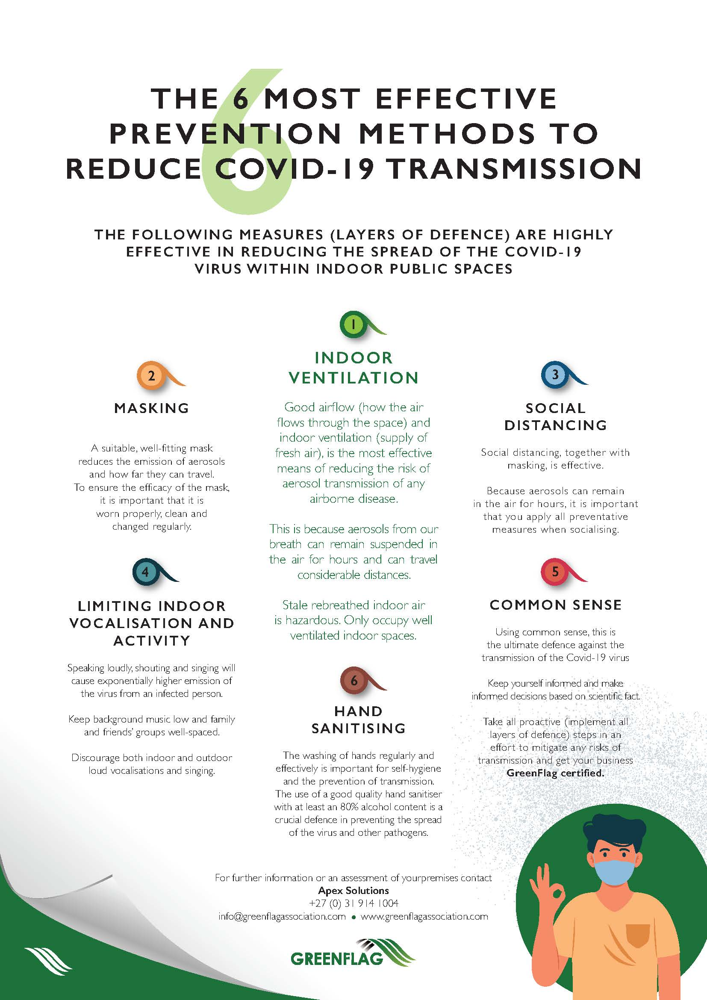 THE 6 MOST EFFECTIVE
PREVENTION METHODS TO
REDUCE COVID-19 TRANSMISSION
THE FOLLOWING MEASURES (LAYERS OF DEFENCE) ARE HIGHLY
EFFECTIVE IN REDUCING THE SPREAD OF THE COVID-19
VIRUS WITHIN INDOOR PUBLIC SPACES
1
INDOOR
VENTILATION
Good airflow (how the air
flows through the space) and
indoor ventilation (supply of
fresh air), is the most effective
means of reducing the risk of
aerosol transmission of any
airborne disease.
This is because aerosols from our
breath can remain suspended in
the air for hours and can travel
considerable distances.
Stale rebreathed indoor air
is hazardous. Only occupy well
ventilated indoor spaces.
2
MASKING
A suitable, well-fitting mask
reduces the emission of aerosols
and how far they can travel.
To ensure the efficacy of the mask,
it is important that it is
worn properly, clean and
changed regularly.
3
SOCIAL
DISTANCING
Social distancing, together with
masking, is effective.
Because aerosols can remain
in the air for hours, it is important
that you apply all preventative
measures when socialising.
4
LIMITING INDOOR
VOCALISATION AND
ACTIVITY
Speaking loudly, shouting and singing will
cause exponentially higher emission of
the virus from an infected person.
Keep background music low and family
and friends' groups well-spaced.
Discourage both indoor and outdoor
loud vocalisations and singing.
5
COMMON SENSE
Using common sense, this is
the ultimate defence against the
transmission of the Covid-19 virus
Keep yourself informed and make
informed decisions based on scientific fact.
Take all proactive (implement all
layers of defence) steps in an
effort to mitigate any risks of
transmission and get your business
GreenFlag certified.
6
HAND
SANITISING
The washing of hands regularly and
effectively is important for self-hygiene
and the prevention of transmission.
The use of a good quality hand sanitiser
with at least an 80% alcohol content is a
crucial defence in preventing the spread
of the virus and other pathogens.
For further information or an assessment of yourpremises contact
Apex Solutions
+27 (0) 31 914 1004
info@greenflagassociation.com • www.greenflagassociation.com
GREENFLAG